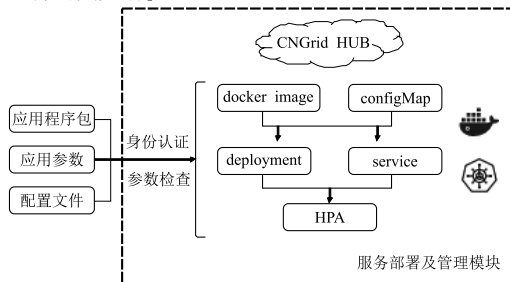 CNGrid HUB
docker image
configMap
应用程序包
身份认证
应用参数
deployment
service
参数检查
配置文件
HPA
服务部署及管理模块